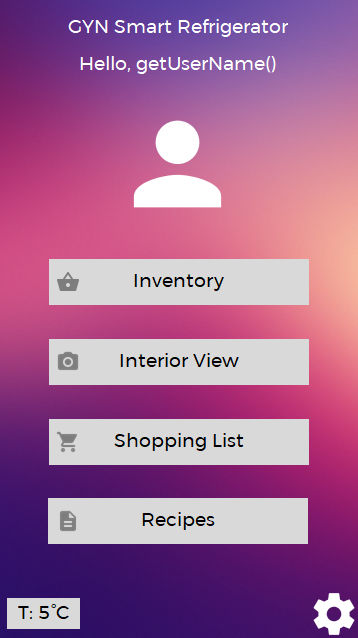 GYN Smart Refrigerator
Hello, getUserName()
Inventory
Interior View
Shopping List
Recipes
T: 5°C